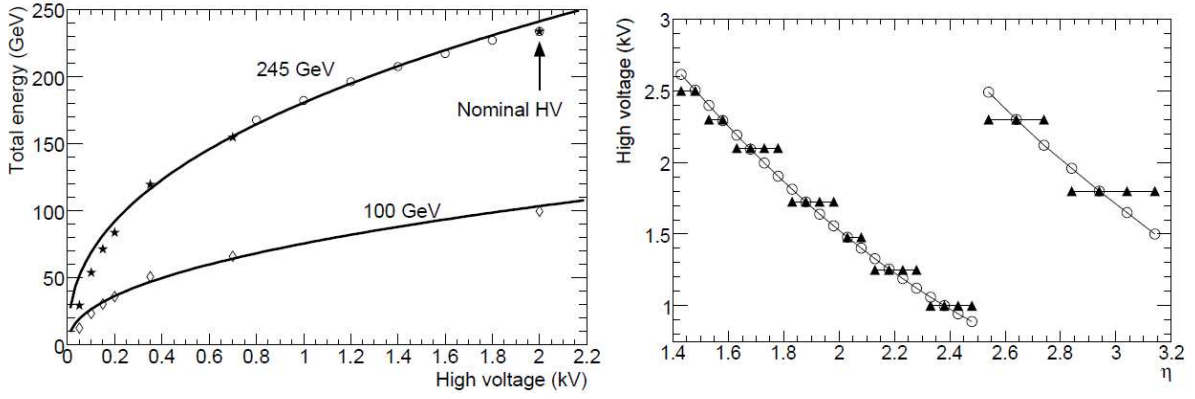 Total energy (GeV)
250
200
150
100
50
0
245 GeV
Nominal HV
100 GeV
0 0.2 0.4 0.6 0.8 1 1.2 1.4 1.6 1.8 2 2.2
High voltage (kV)
High voltage (kV)
3
2.5
2
1.5
1
1.4 1.6 1.8 2 2.2 2.4 2.6 2.8 3 3.2
η